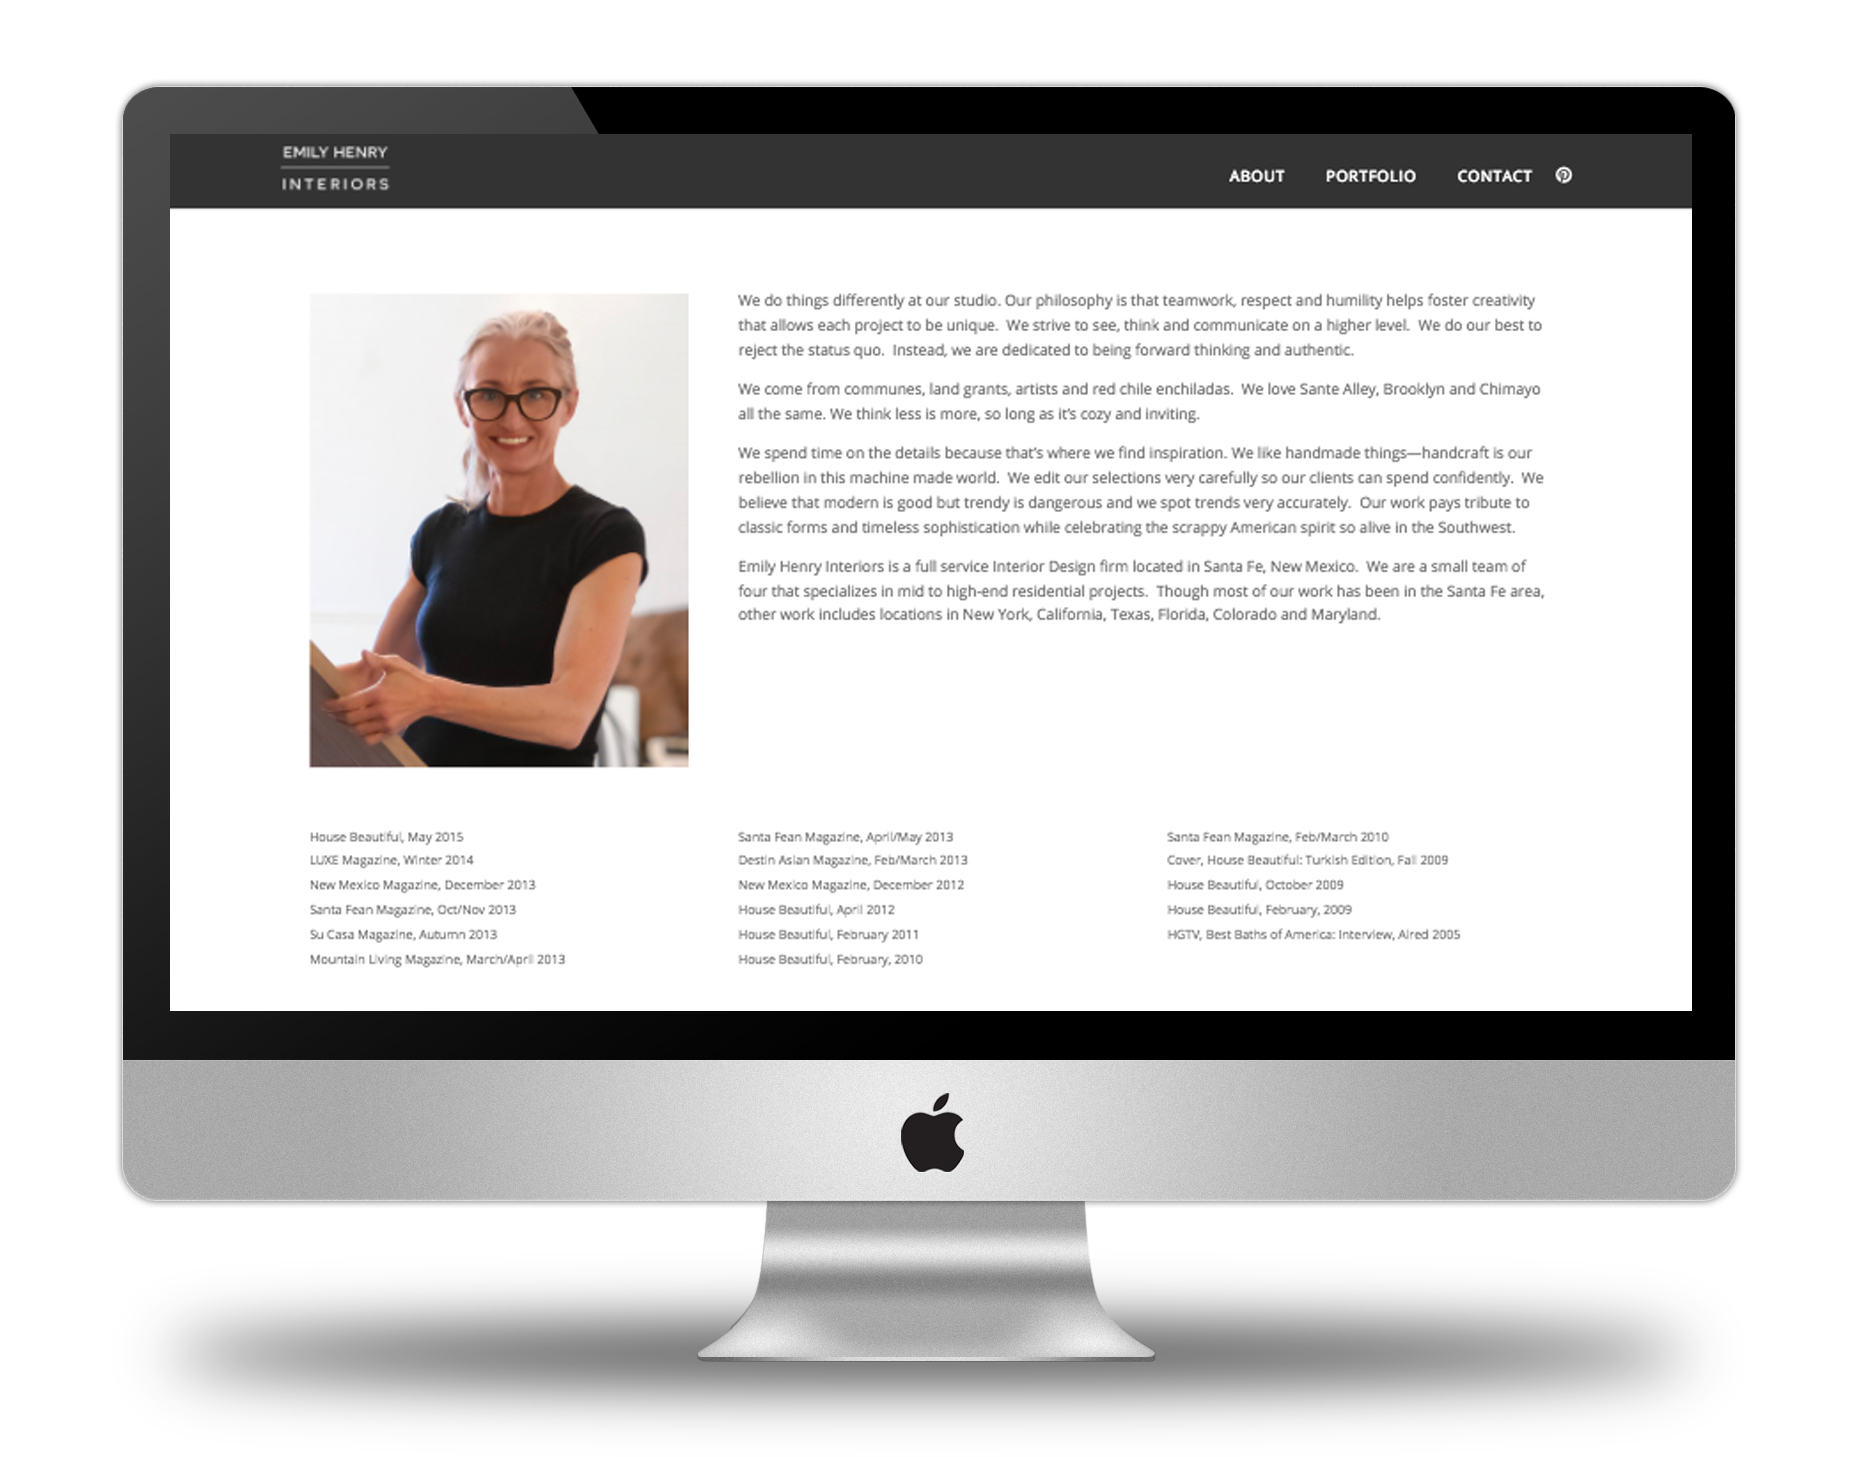 EMILY HENRY
INTERIORS
ABOUT PORTFOLIO CONTACT
We do things differently at our studio. Our philosophy is that teamwork, respect and humility helps foster creativity
that allows each project to be unique. We strive to see, think and communicate on a higher level. We do our best to
reject the status quo. Instead, we are dedicated to being forward thinking and authentic.
We come from communes, land grants, artists and red chile enchiladas. We love Sante Alley, Brooklyn and Chimayo
all the same. We think less is more, so long as it's cozy and inviting.
We spend time on the details because that's where we find inspiration. We like handmade things—handcraft is our
rebellion in this machine made world. We edit our selections very carefully so our clients can spend confidently. We
believe that modern is good but trendy is dangerous and we spot trends very accurately. Our work pays tribute to
classic forms and timeless sophistication while celebrating the scrappy American spirit so alive in the Southwest.
Emily Henry Interiors is a full service Interior Design firm located in Santa Fe, New Mexico. We are a small team of
four that specializes in mid to high-end residential projects. Though most of our work has been in the Santa Fe area,
other work includes locations in New York, California, Texas, Florida, Colorado and Maryland.
House Beautiful, May 2015
LUXE Magazine, Winter 2014
New Mexico Magazine, December 2013
Santa Fean Magazine, Oct/Nov 2013
Su Casa Magazine, Autumn 2013
Mountain Living Magazine, March/April 2013
Santa Fean Magazine, April/May 2013
Destin Asian Magazine, Feb/March 2013
New Mexico Magazine, December 2012
House Beautiful, April 2012
House Beautiful, February 2011
House Beautiful, February, 2010
Santa Fean Magazine, Feb/March 2010
Cover, House Beautiful: Turkish Edition, Fall 2009
House Beautiful, October 2009
House Beautiful, February, 2009
HGTV, Best Baths of America: Interview, Aired 2005